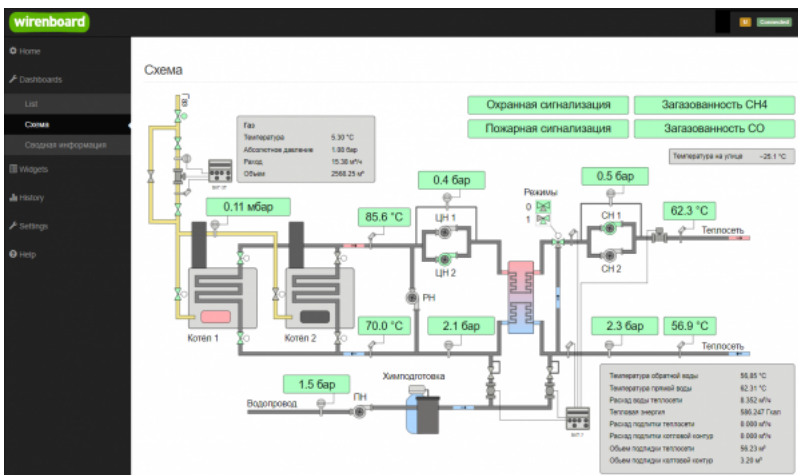 wirenboard
Connected
Home
Dashboards
List
Схема
Сводная информация
Widgets
History
Settings
Help
Схема
Газ
Охранная сигнализация
Загазованность CH4
Пожарная сигнализация
Загазованность CO
Температура на улице -25.1 °C
Газ
Температура 5.30 °C
Абсолютное давление 1.00 бар
Расход 15.38 м³/ч
Объем 2568.25 м³
0.11 мбар
85.6 °C
0.4 бар
ЦН 1
ЦН 2
Режимы
0
1
0.5 бар
СН 1
СН 2
62.3 °C
Теплосеть
РН
Котел 1
Котел 2
70.0 °C
2.1 бар
2.3 бар
56.9 °C
Теплосеть
Химподготовка
1.5 бар
Водопровод
ПН
Температура обратной воды 56.85 °C
Температура прямой воды 62.31 °C
Расход воды теплосети 8.352 м³/ч
Тепловая энергия 586.247 Гкал
Расход подпитки теплосети 0.000 м³/ч
Расход подпитки котловой контур 0.000 м³/ч
Объем подпидки теплосети 56.23 м³
Объем подпидки котловой контур 3.20 м³